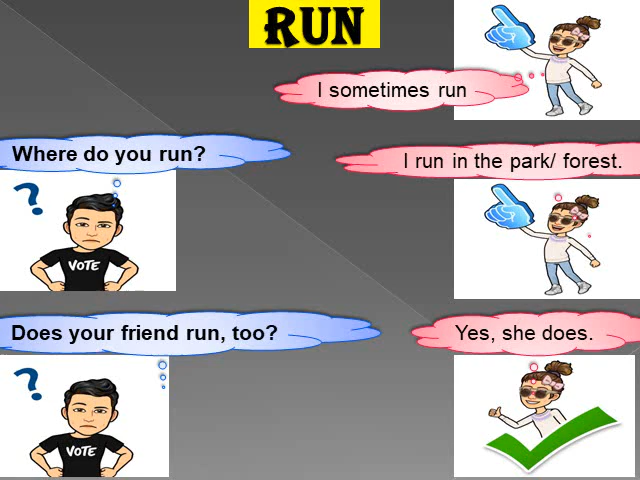 RUN
I sometimes run
Where do you run?
I run in the park/ forest.
?
VOTE
Does your friend run, too?
Yes, she does.
?
VOTE